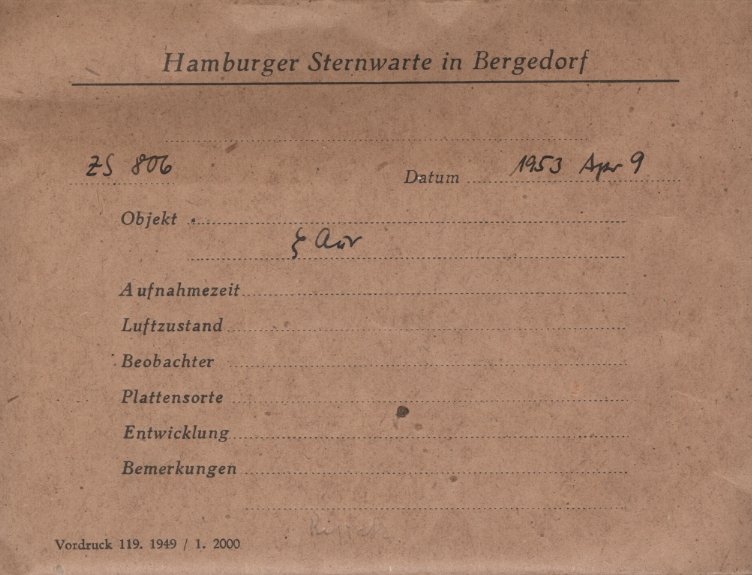 Hamburger Sternwarte in Bergedorf
ZS 806 Datum 1953 Apr 9
Objekt
ζ Aur
Aufnahmezeit
Luftzustand
Beobachter
Plattensorte
Entwicklung
Bemerkungen
Vordruck 119. 1949 / 1. 2000